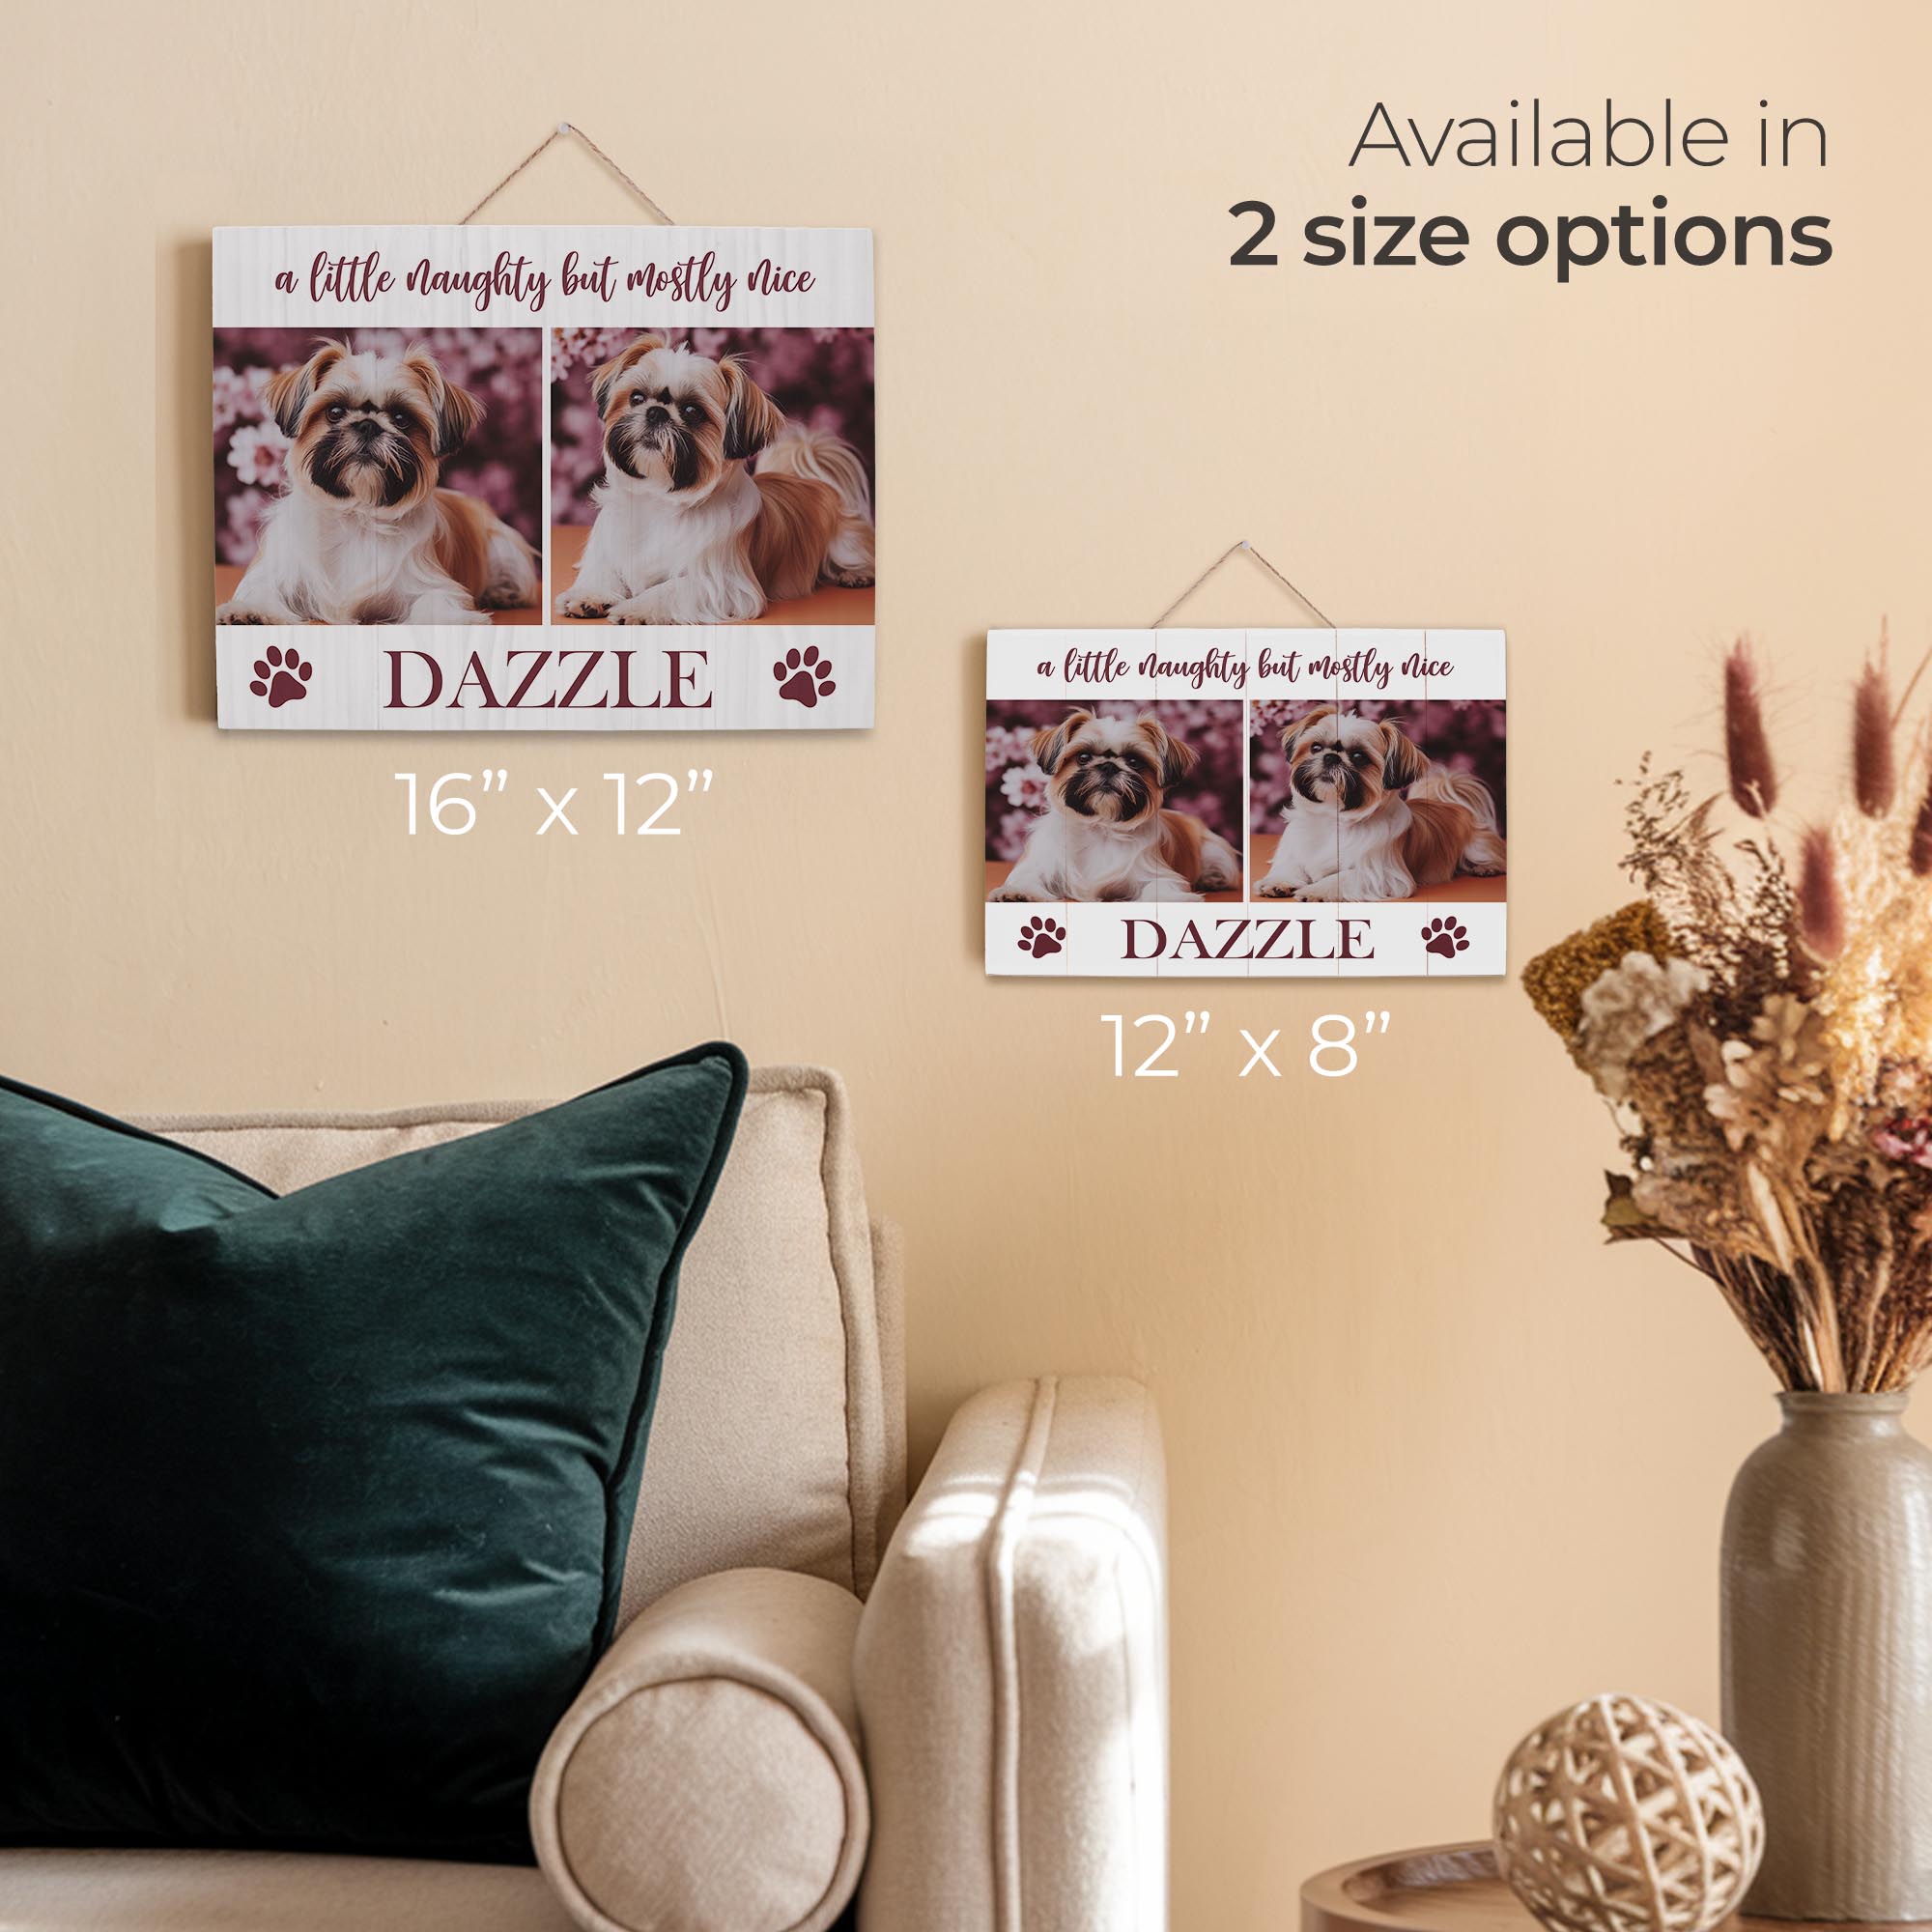 Available in
2 size options
a little naughty but mostly nice
DAZZLE
16” x 12”
a little naughty but mostly nice
DAZZLE
12” x 8”